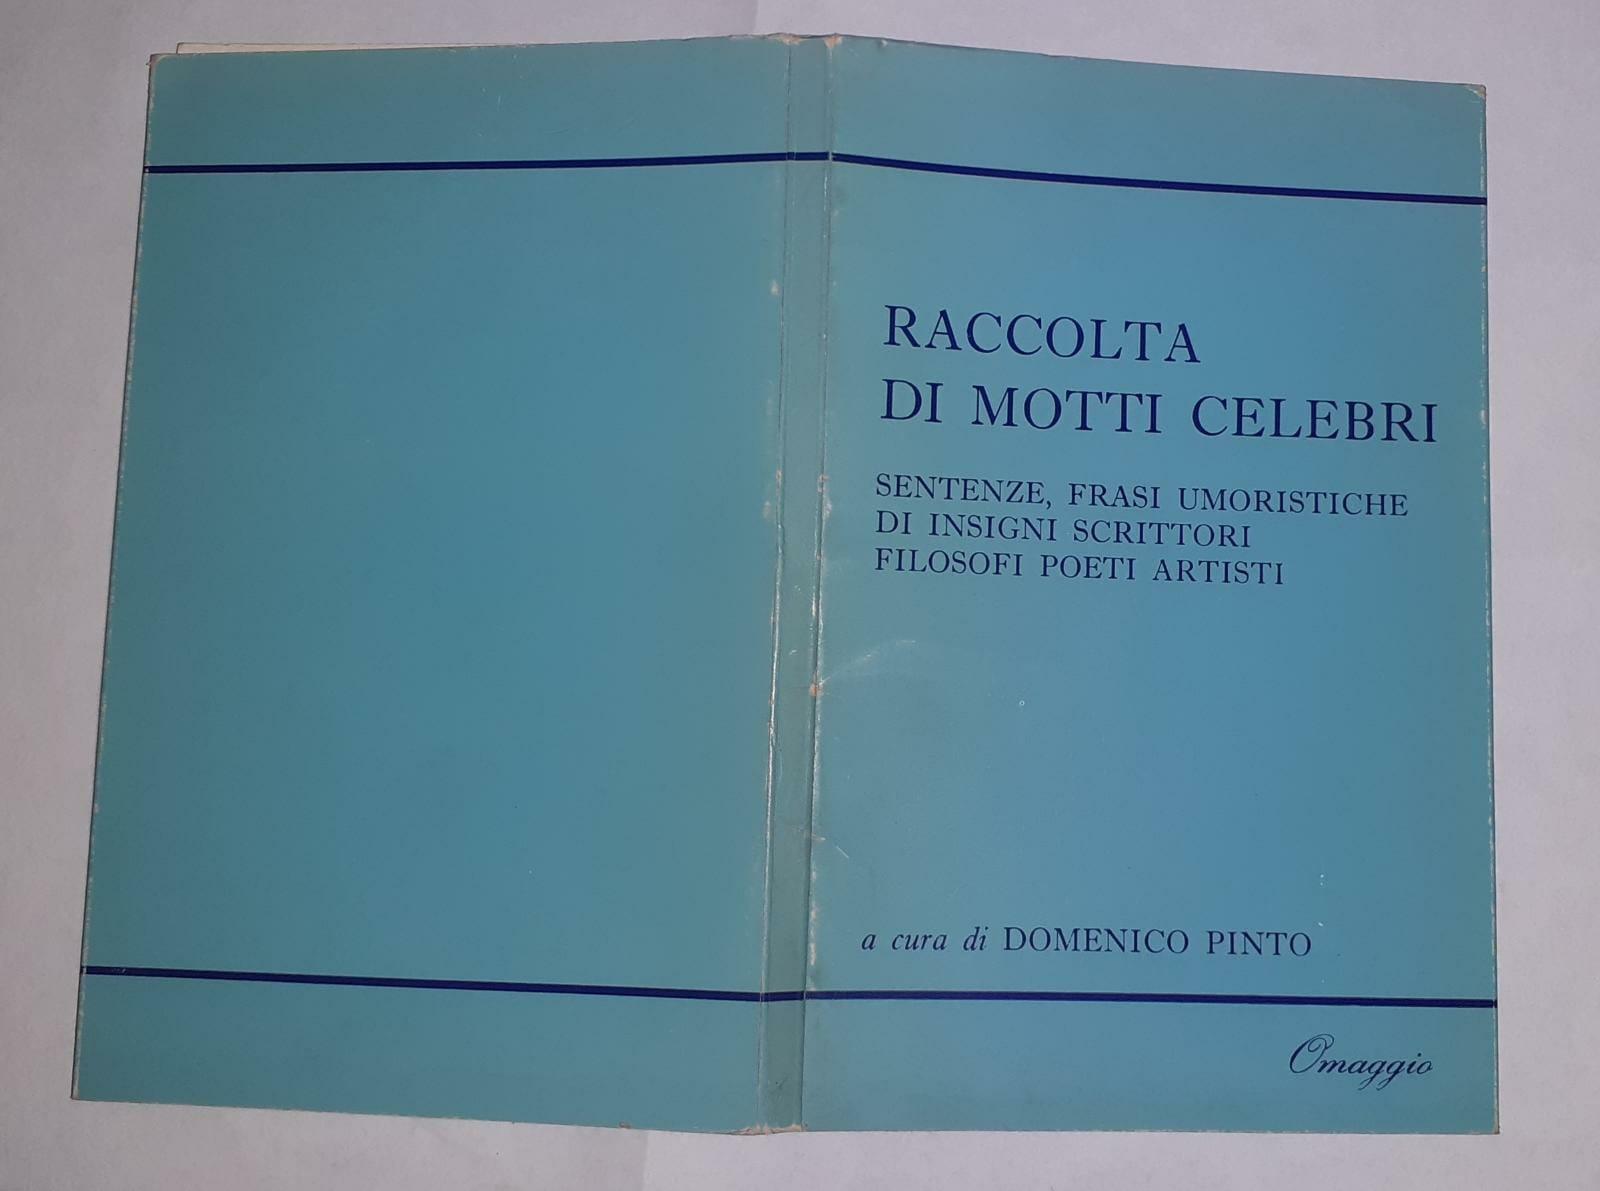 RACCOLTA
DI MOTTI CELEBRI
SENTENZE, FRASI UMORISTICHE
DI INSIGNI SCRITTORI
FILOSOFI POETI ARTISTI
a cura di DOMENICO PINTO
Omaggio